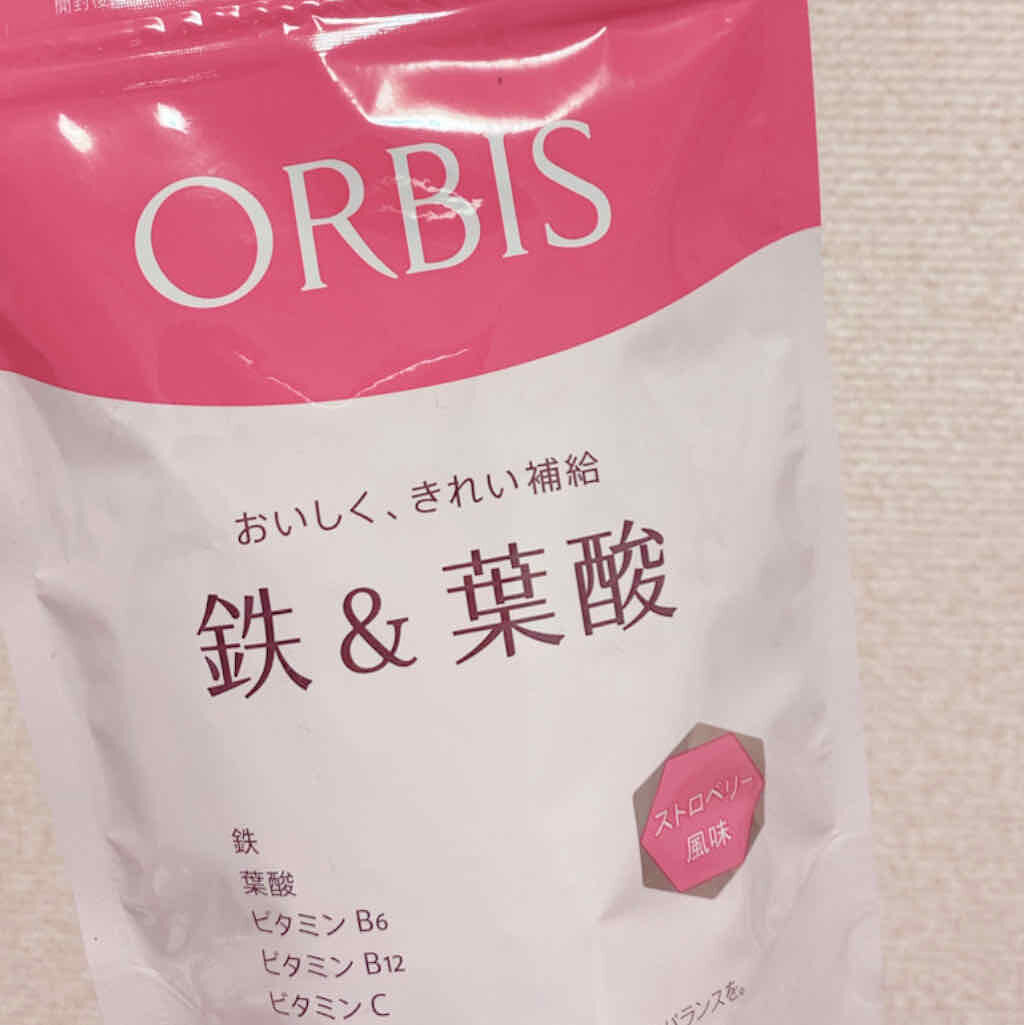 ORBIS
おいしく、きれい補給
鉄 & 葉酸
ストロベリー
風味
鉄
葉酸
ビタミン B6
ビタミン B12
ビタミン C
バランスを。